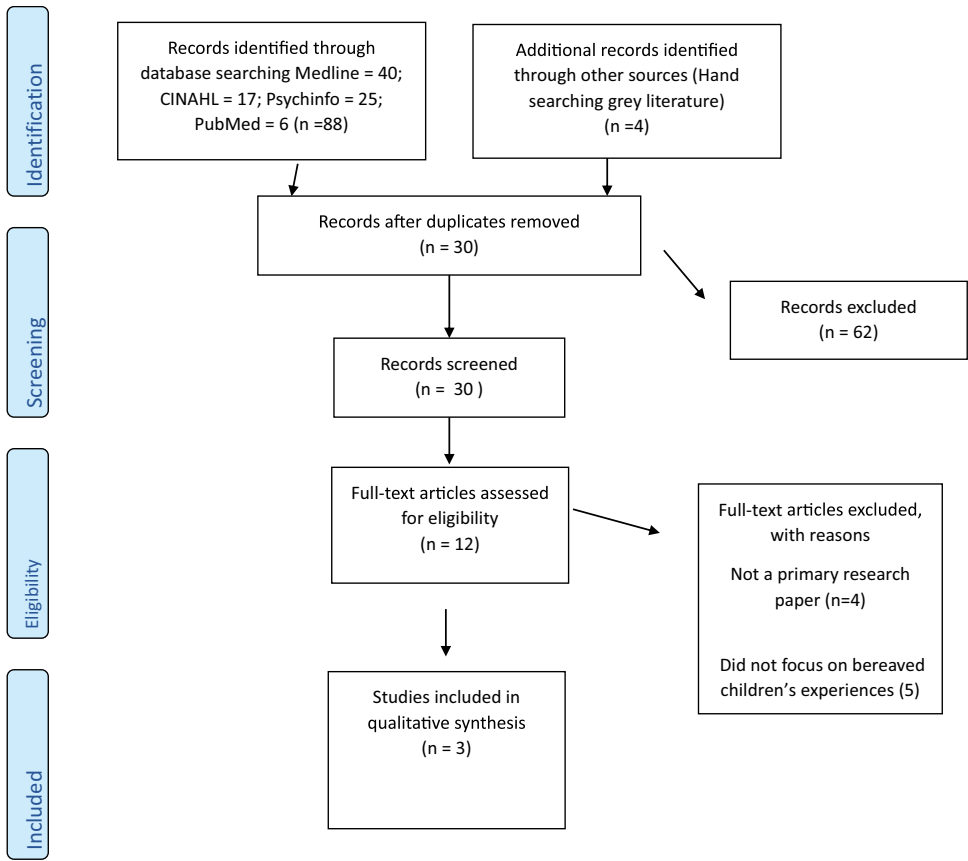 Identification
Records identified through
database searching Medline = 40;
CINAHL = 17; Psychinfo = 25;
PubMed = 6 (n =88)
Additional records identified
through other sources (Hand
searching grey literature)
(n =4)
Records after duplicates removed
(n = 30)
Screening
Records excluded
(n = 62)
Records screened
(n =  30 )
Eligibility
Full-text articles assessed
for eligibility
(n = 12)
Full-text articles excluded,
with reasons
Not a primary research
paper (n=4)
Did not focus on bereaved
children’s experiences (5)
Included
Studies included in
qualitative synthesis
(n = 3)